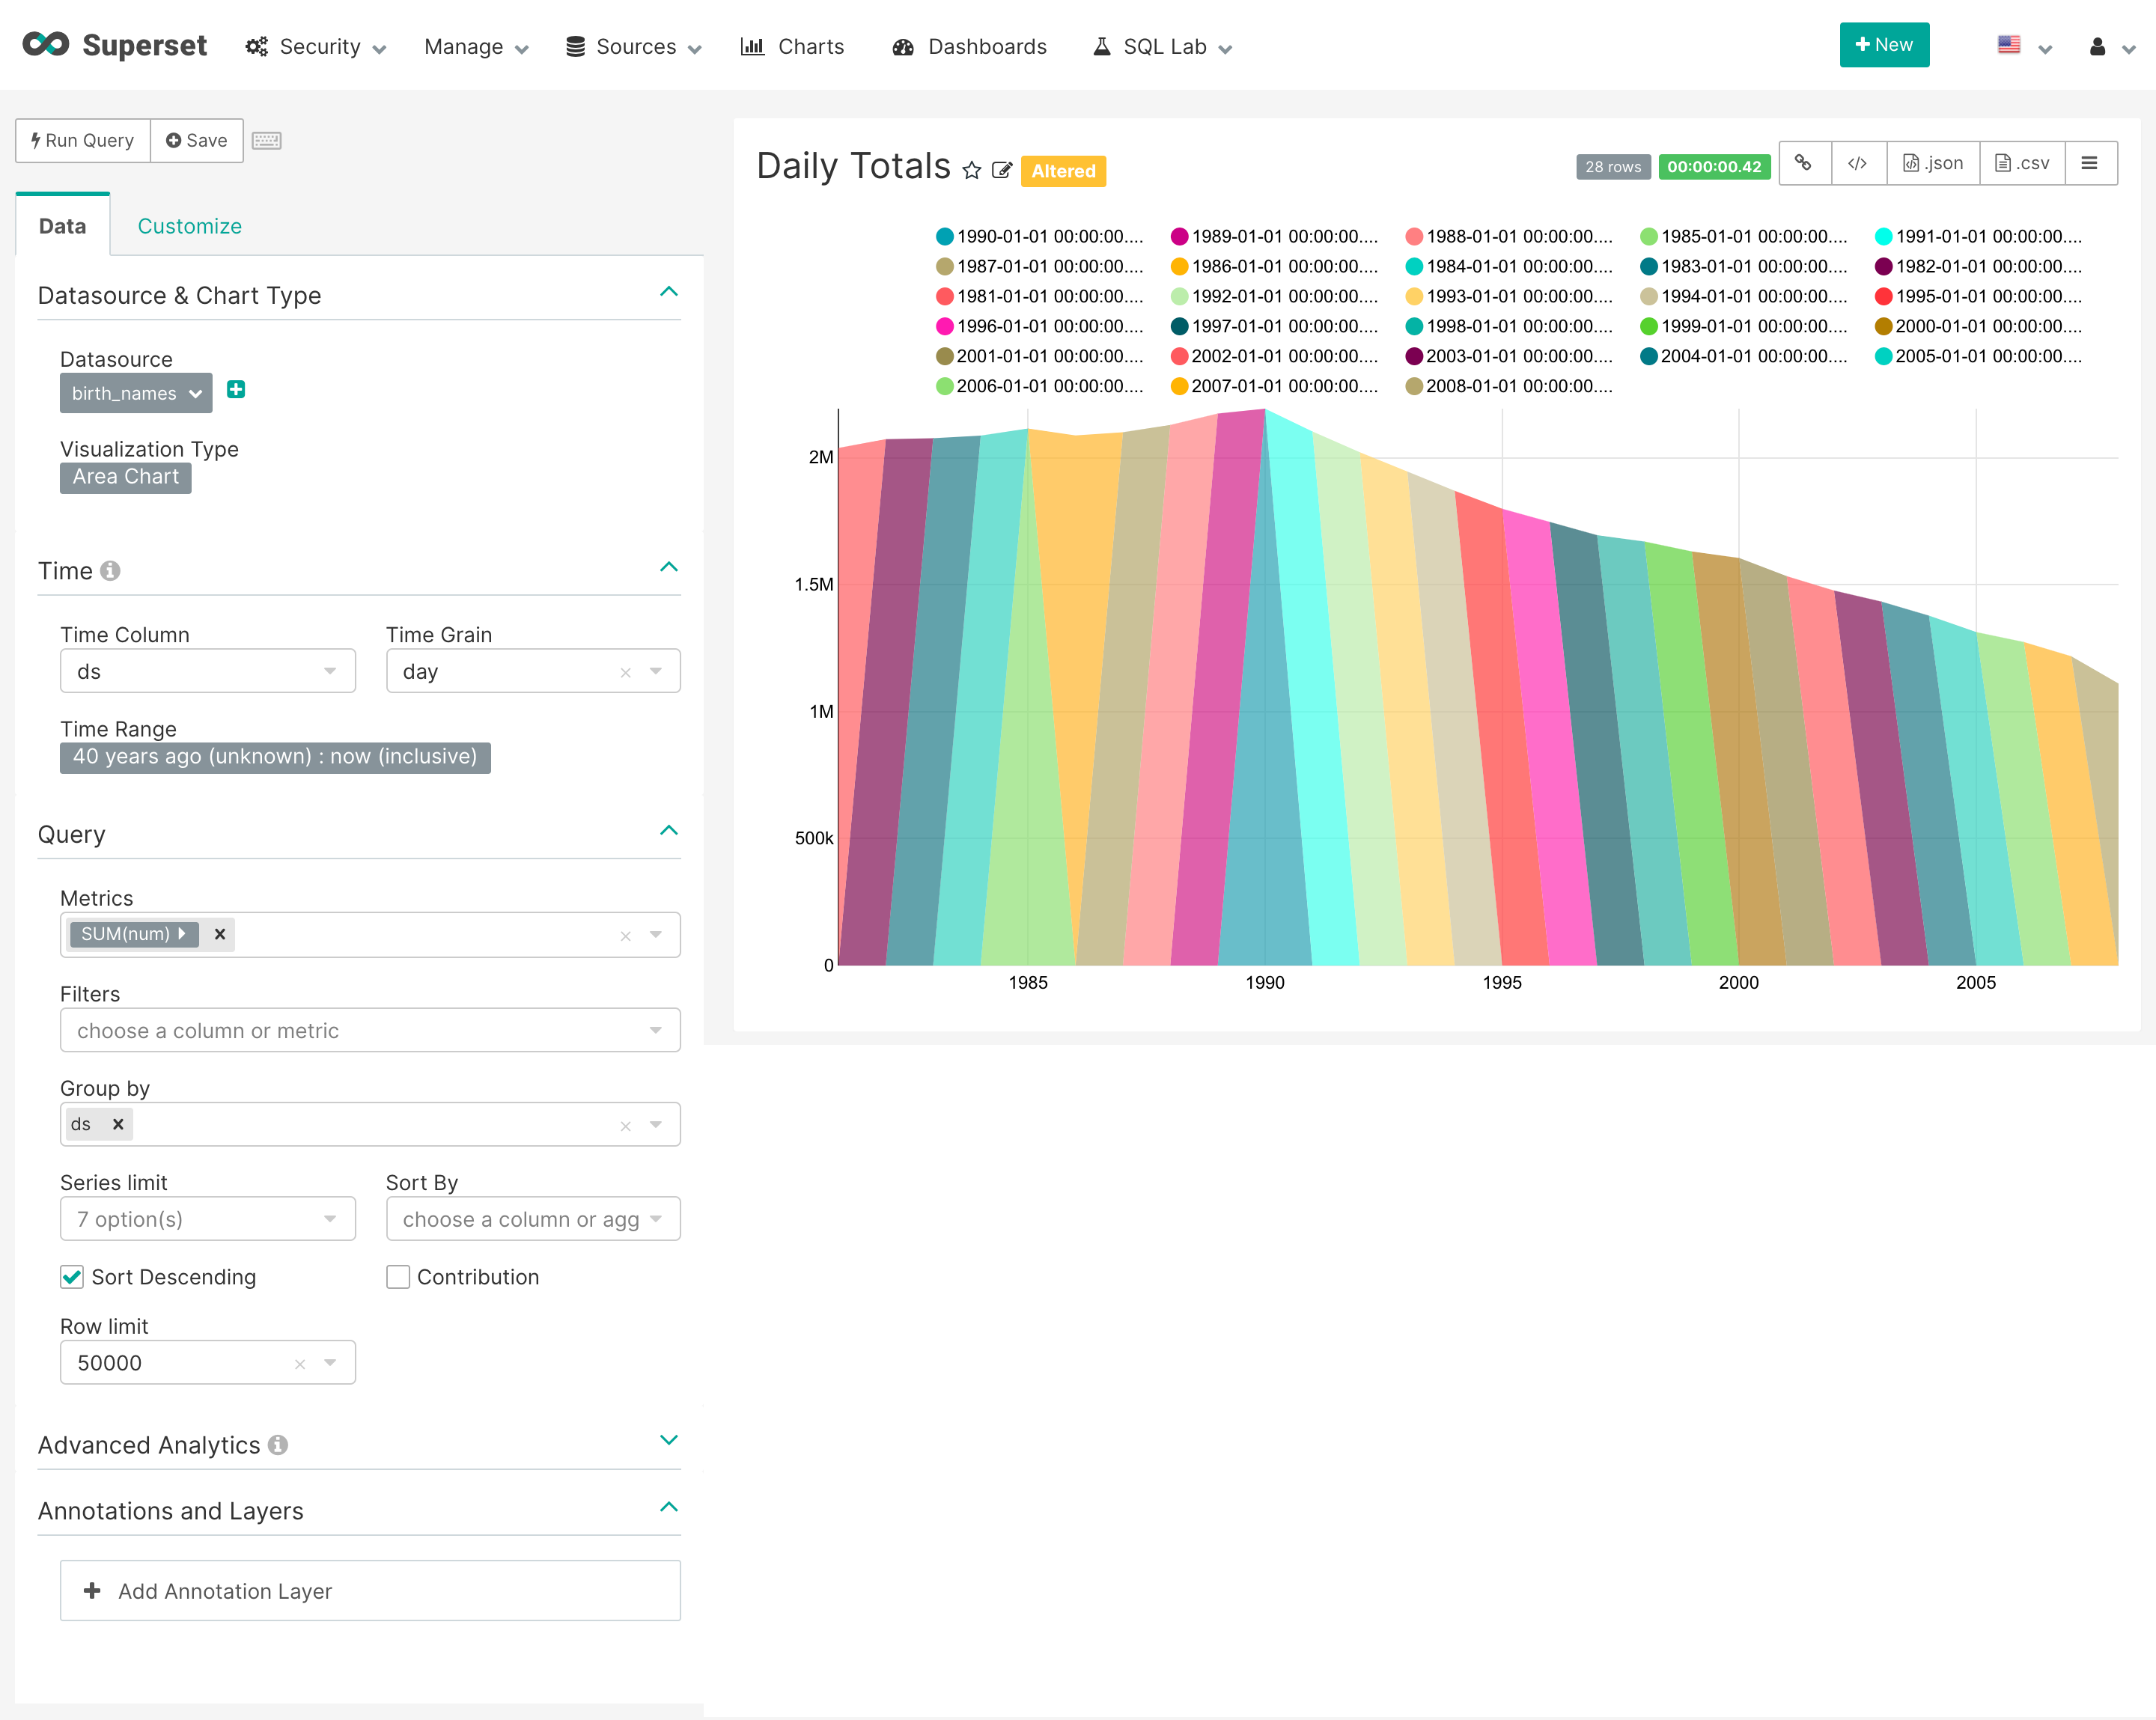 Superset Security Manage Sources Charts Dashboards SQL Lab New
Run Query Save
Data Customize
Datasource & Chart Type
Datasource
birth_names
Visualization Type
Area Chart
Time
Time Column Time Grain
ds day
Time Range
40 years ago (unknown) : now (inclusive)
Query
Metrics
SUM(num)
Filters
choose a column or metric
Group by
ds
Series limit Sort By
7 option(s) choose a column or agg
Sort Descending Contribution
Row limit
50000
Advanced Analytics
Annotations and Layers
Add Annotation Layer
Daily Totals Altered 28 rows 00:00:00.42 </> .json .csv
1990-01-01 00:00:00.... 1989-01-01 00:00:00.... 1988-01-01 00:00:00.... 1985-01-01 00:00:00.... 1991-01-01 00:00:00....
1987-01-01 00:00:00.... 1986-01-01 00:00:00.... 1984-01-01 00:00:00.... 1983-01-01 00:00:00.... 1982-01-01 00:00:00....
1981-01-01 00:00:00.... 1992-01-01 00:00:00.... 1993-01-01 00:00:00.... 1994-01-01 00:00:00.... 1995-01-01 00:00:00....
1996-01-01 00:00:00.... 1997-01-01 00:00:00.... 1998-01-01 00:00:00.... 1999-01-01 00:00:00.... 2000-01-01 00:00:00....
2001-01-01 00:00:00.... 2002-01-01 00:00:00.... 2003-01-01 00:00:00.... 2004-01-01 00:00:00.... 2005-01-01 00:00:00....
2006-01-01 00:00:00.... 2007-01-01 00:00:00.... 2008-01-01 00:00:00....
2M
1.5M
1M
500k
0
1985 1990 1995 2000 2005